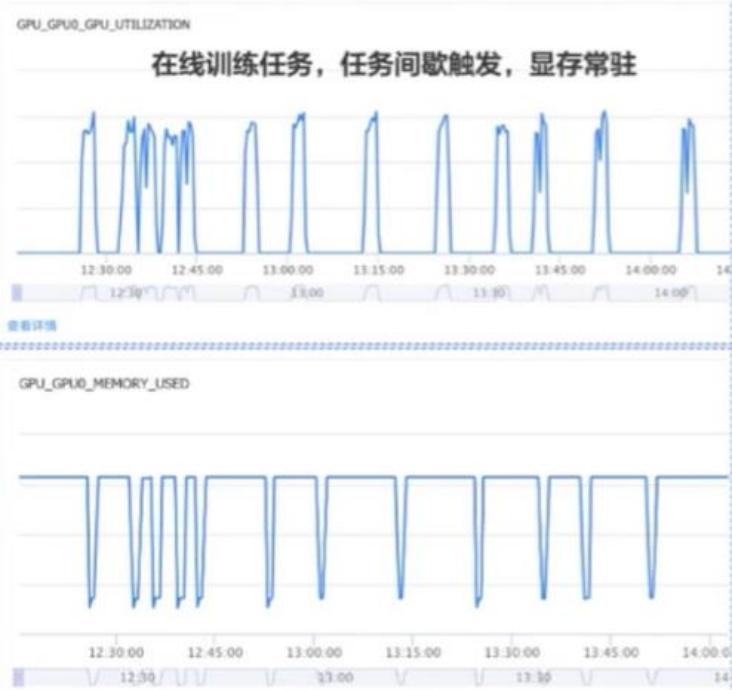 GPU_GPU0_GPU_UTILIZATION
在线训练任务，任务间歇触发，显存常驻
12:30:00 12:45:00 13:00:00 13:15:00 13:30:00 13:45:00 14:00:00 14
12:30 13:00 13:30 14:00
查看详情
GPU_GPU0_MEMORY_USED
12:30:00 12:45:00 13:00:00 13:15:00 13:30:00 13:45:00 14:00:0
12:30 13:00 13:30 14